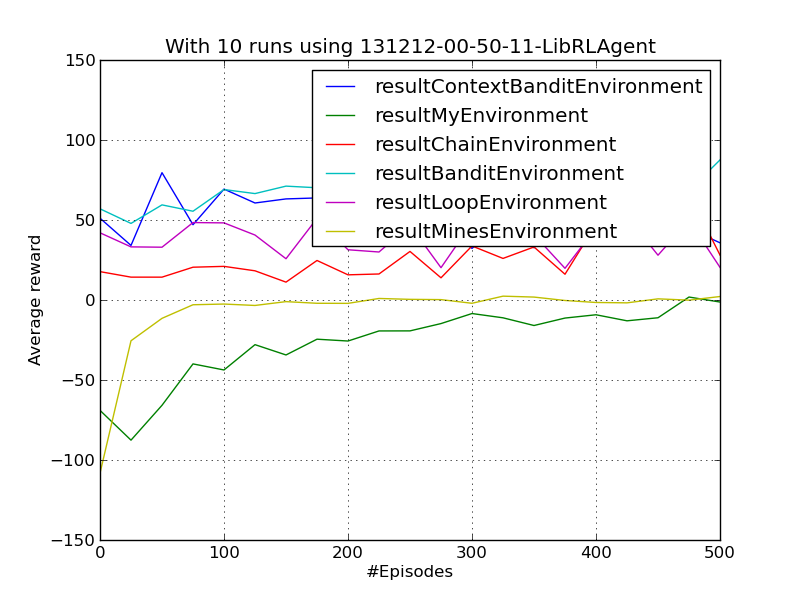 With 10 runs using 131212-00-50-11-LibRLAgent
150
100
50
0
−50
−100
−150
Average reward
resultContextBanditEnvironment
resultMyEnvironment
resultChainEnvironment
resultBanditEnvironment
resultLoopEnvironment
resultMinesEnvironment
0 100 200 300 400 500
#Episodes